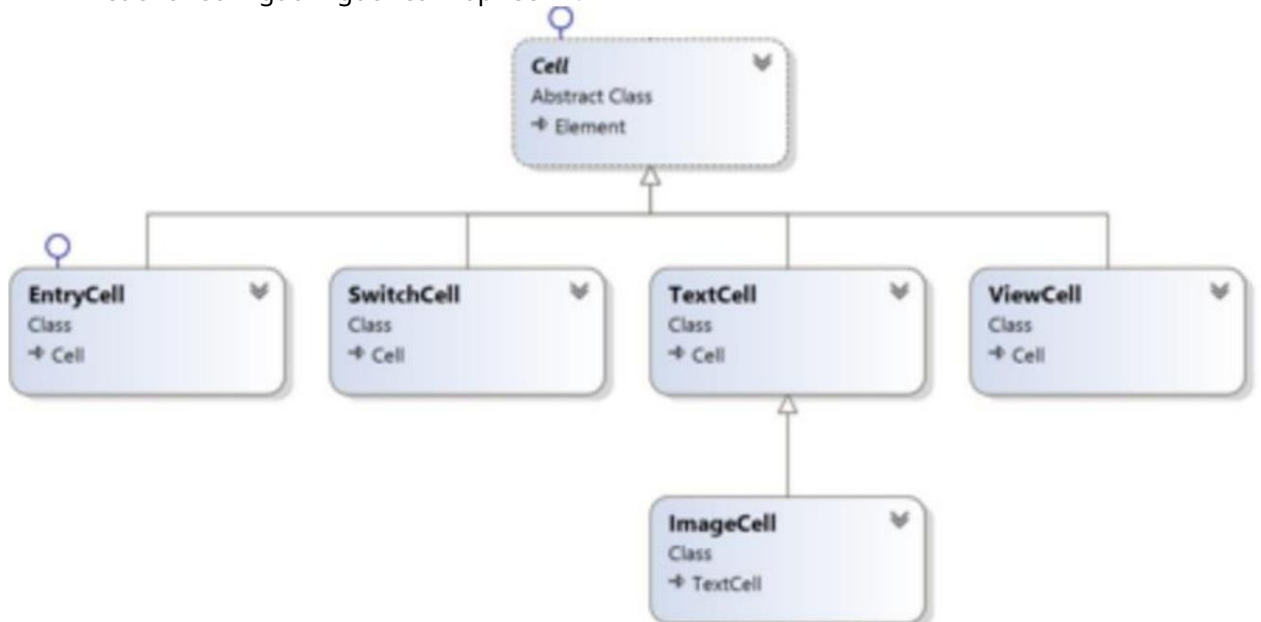 Cell
Abstract Class
Element
EntryCell
Class
Cell
SwitchCell
Class
Cell
TextCell
Class
Cell
ViewCell
Class
Cell
ImageCell
Class
TextCell